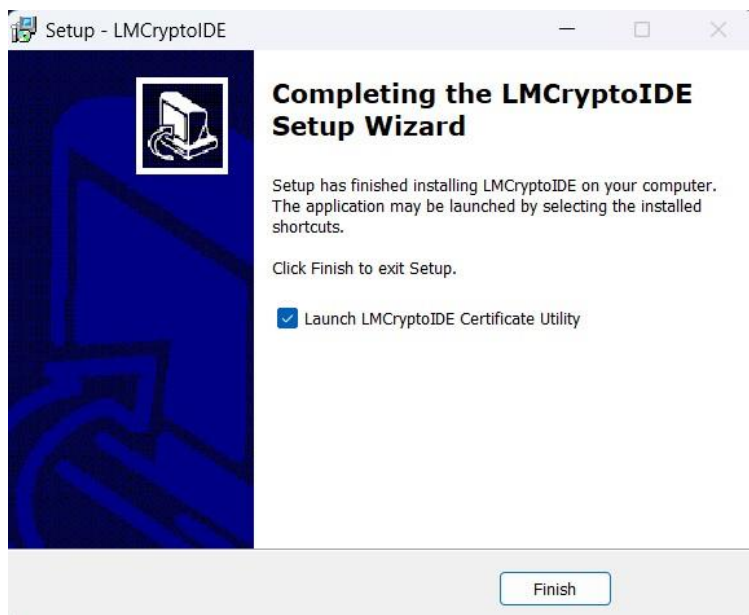 Setup - LMCryptoIDE
Completing the LMCryptoIDE
Setup Wizard
Setup has finished installing LMCryptoIDE on your computer.
The application may be launched by selecting the installed
shortcuts.
Click Finish to exit Setup.
Launch LMCryptoIDE Certificate Utility
Finish